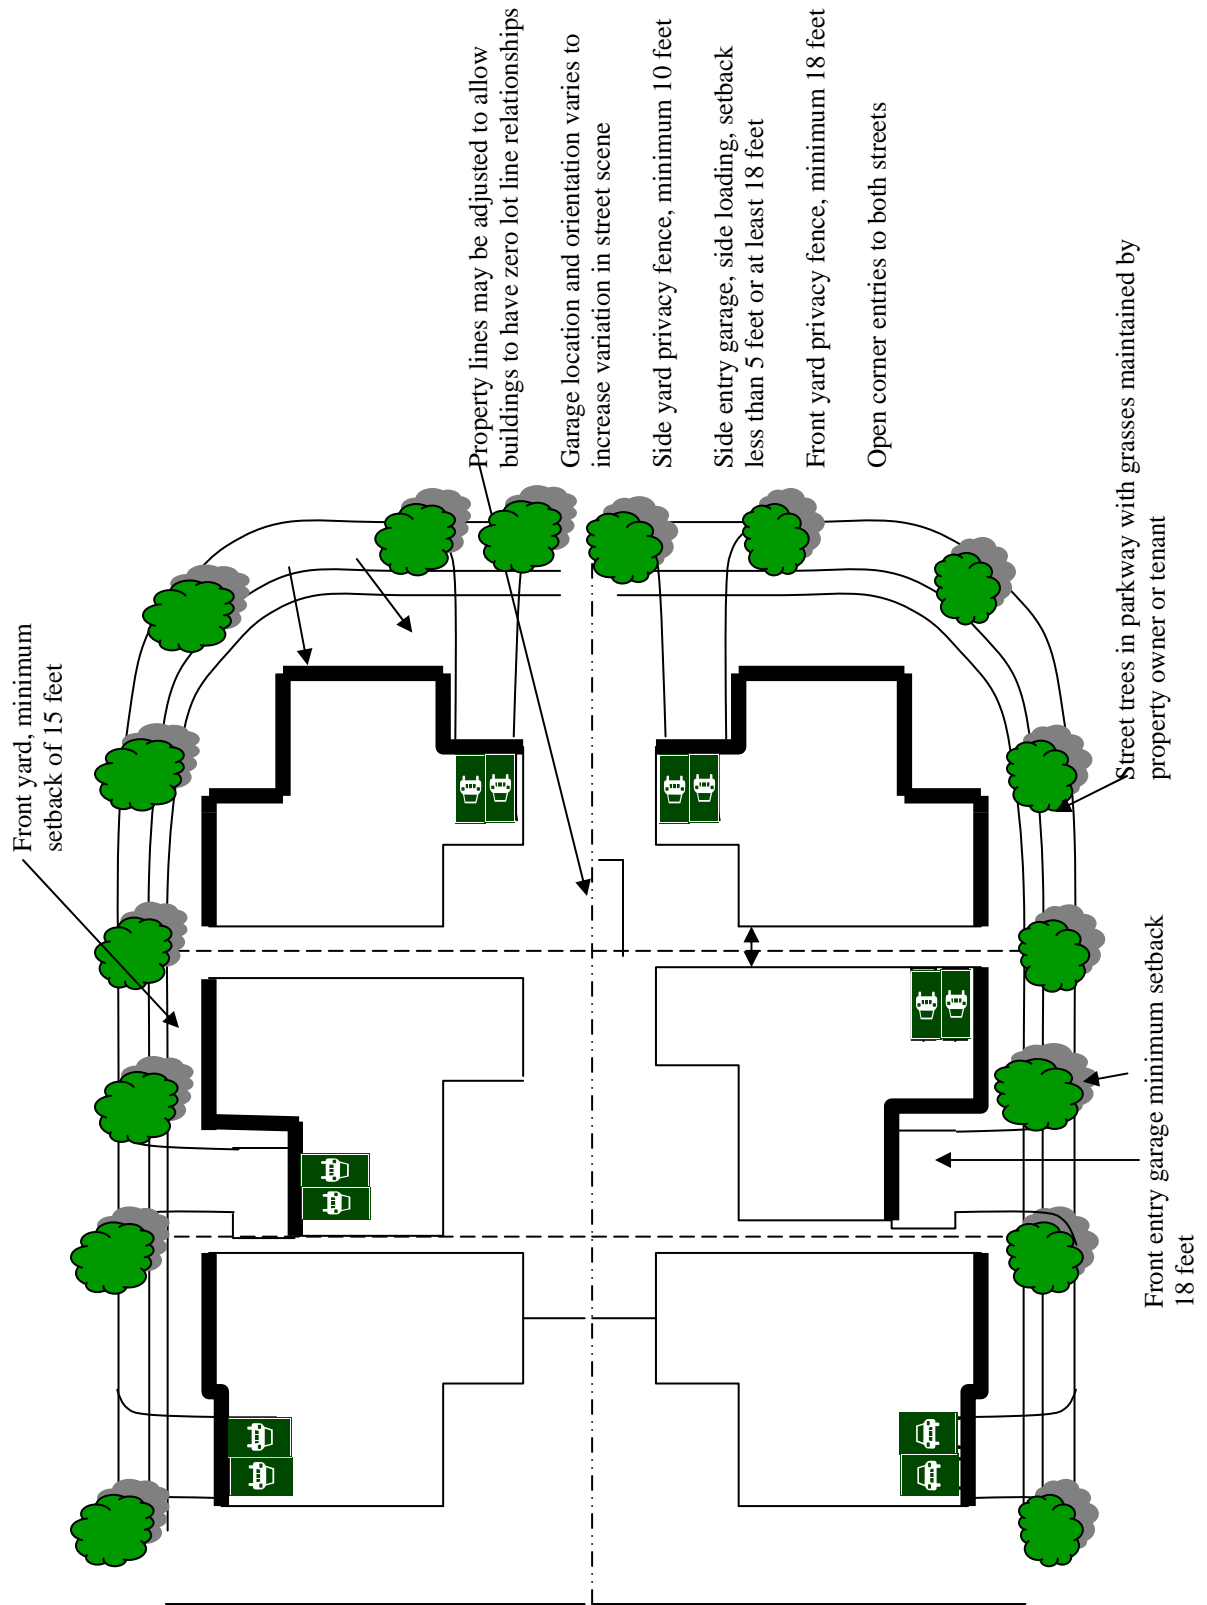 Front yard, minimum
setback of 15 feet
Property lines may be adjusted to allow
buildings to have zero lot line relationships
Garage location and orientation varies to
increase variation in street scene
Side yard privacy fence, minimum 10 feet
Side entry garage, side loading, setback
less than 5 feet or at least 18 feet
Front yard privacy fence, minimum 18 feet
Open corner entries to both streets
Street trees in parkway with grasses maintained by
property owner or tenant
Front entry garage minimum setback
18 feet